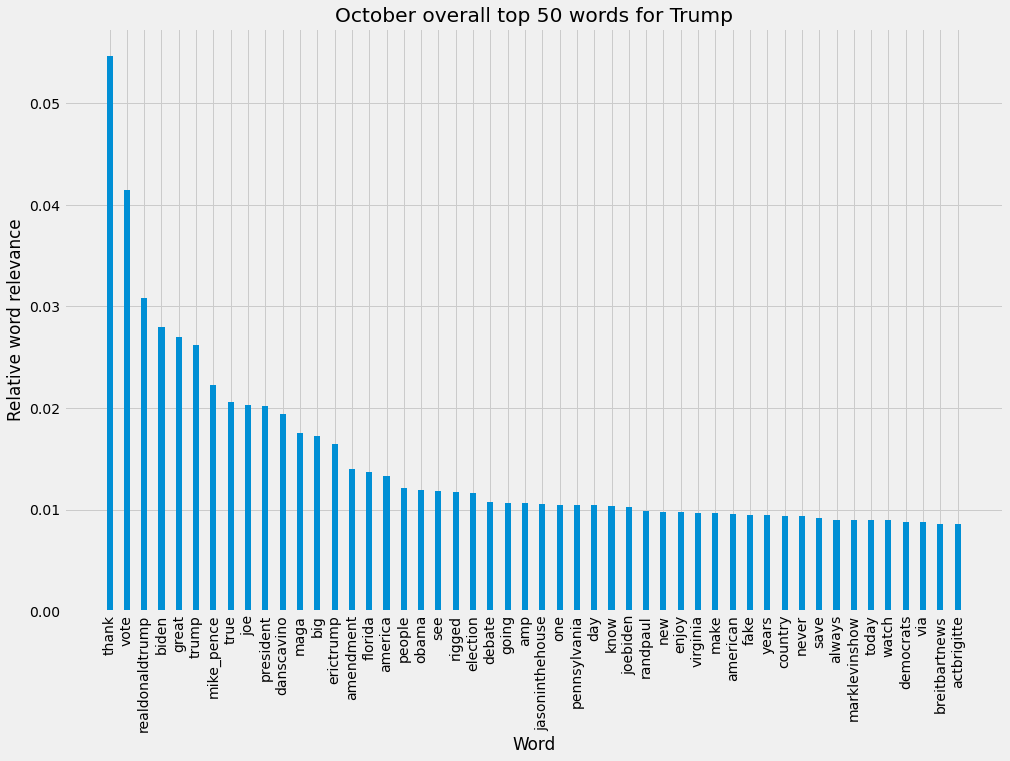 October overall top 50 words for Trump
Relative word relevance
0.05
0.04
0.03
0.02
0.01
0.00
thank
vote
realdonaldtrump
biden
great
trump
mike_pence
true
joe
president
danscavino
maga
big
erictrump
amendment
florida
america
people
obama
see
rigged
election
debate
going
amp
jasoninthehouse
one
pennsylvania
day
know
joebiden
randpaul
new
enjoy
virginia
make
american
fake
years
country
never
save
always
marklevinshow
today
watch
democrats
via
breitbartnews
actbrigitte
Word